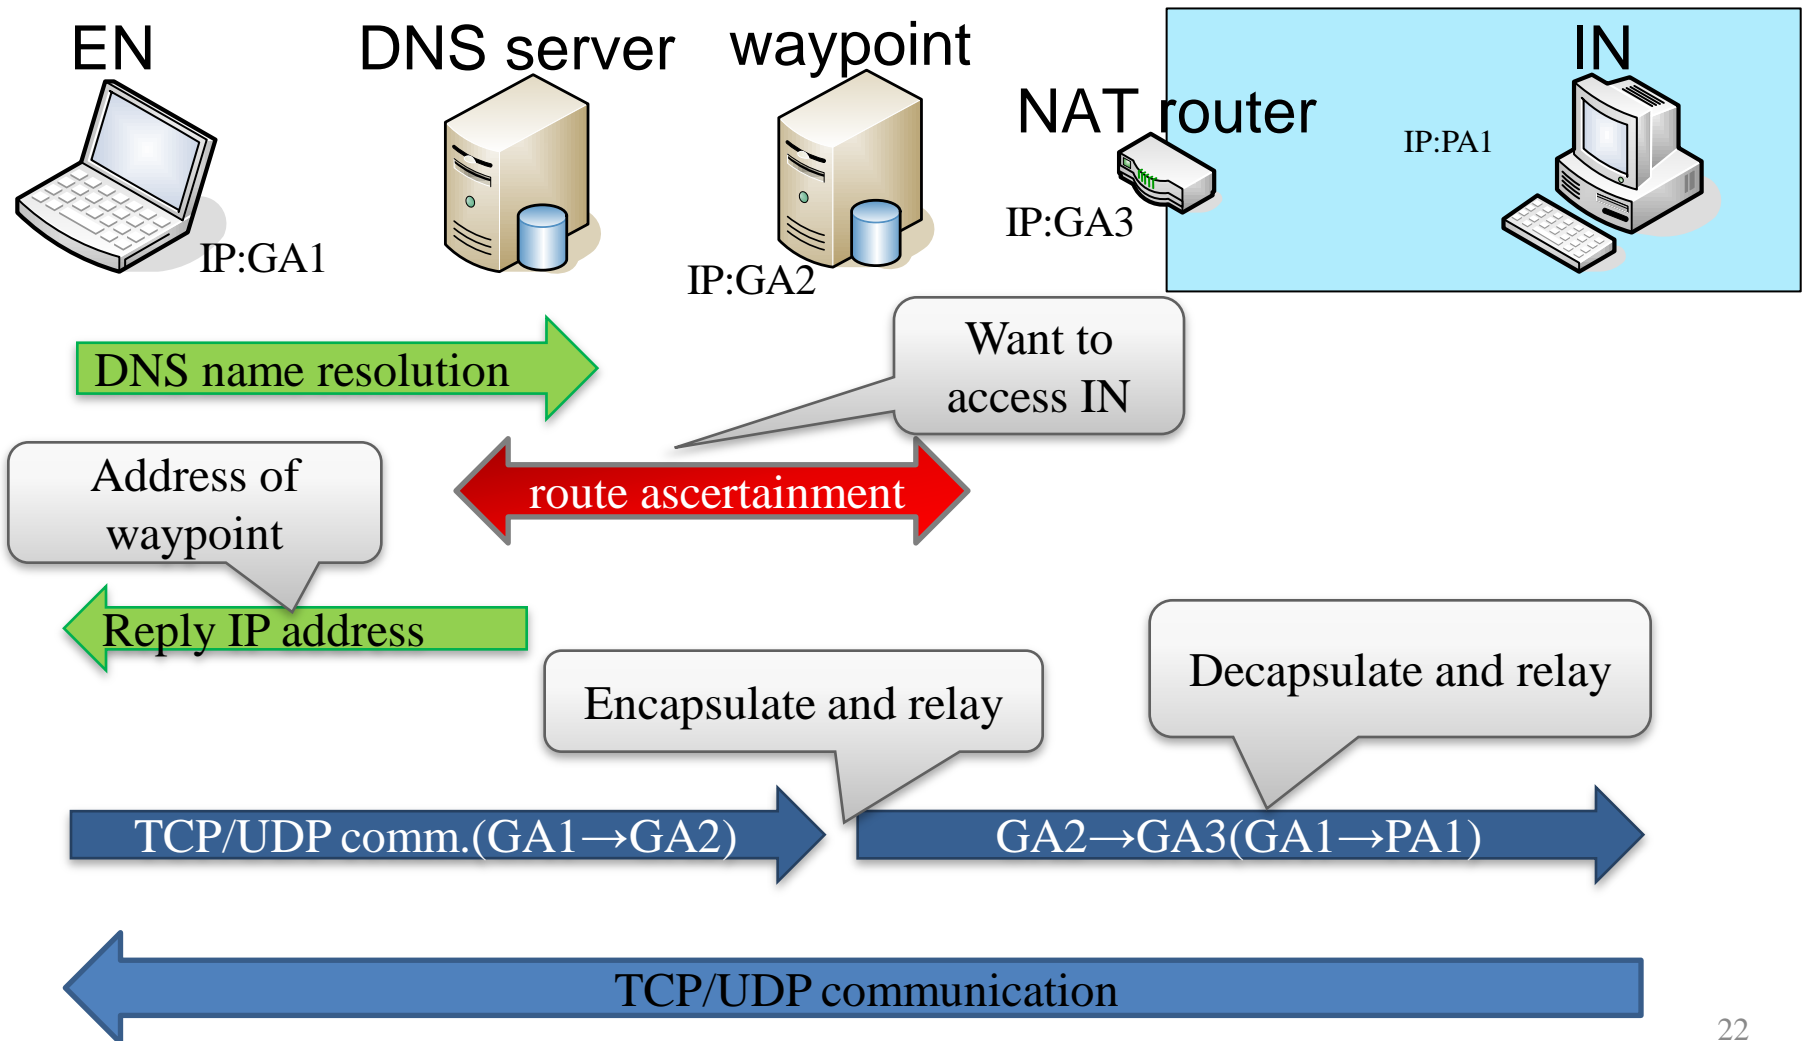 EN
DNS server
waypoint
IN
NAT router
IP:PA1
IP:GA3
IP:GA1
IP:GA2
Want to
access IN
DNS name resolution
Address of
waypoint
route ascertainment
Reply IP address
Encapsulate and relay
Decapsulate and relay
TCP/UDP comm.(GA1→GA2)
GA2→GA3(GA1→PA1)
TCP/UDP communication
22